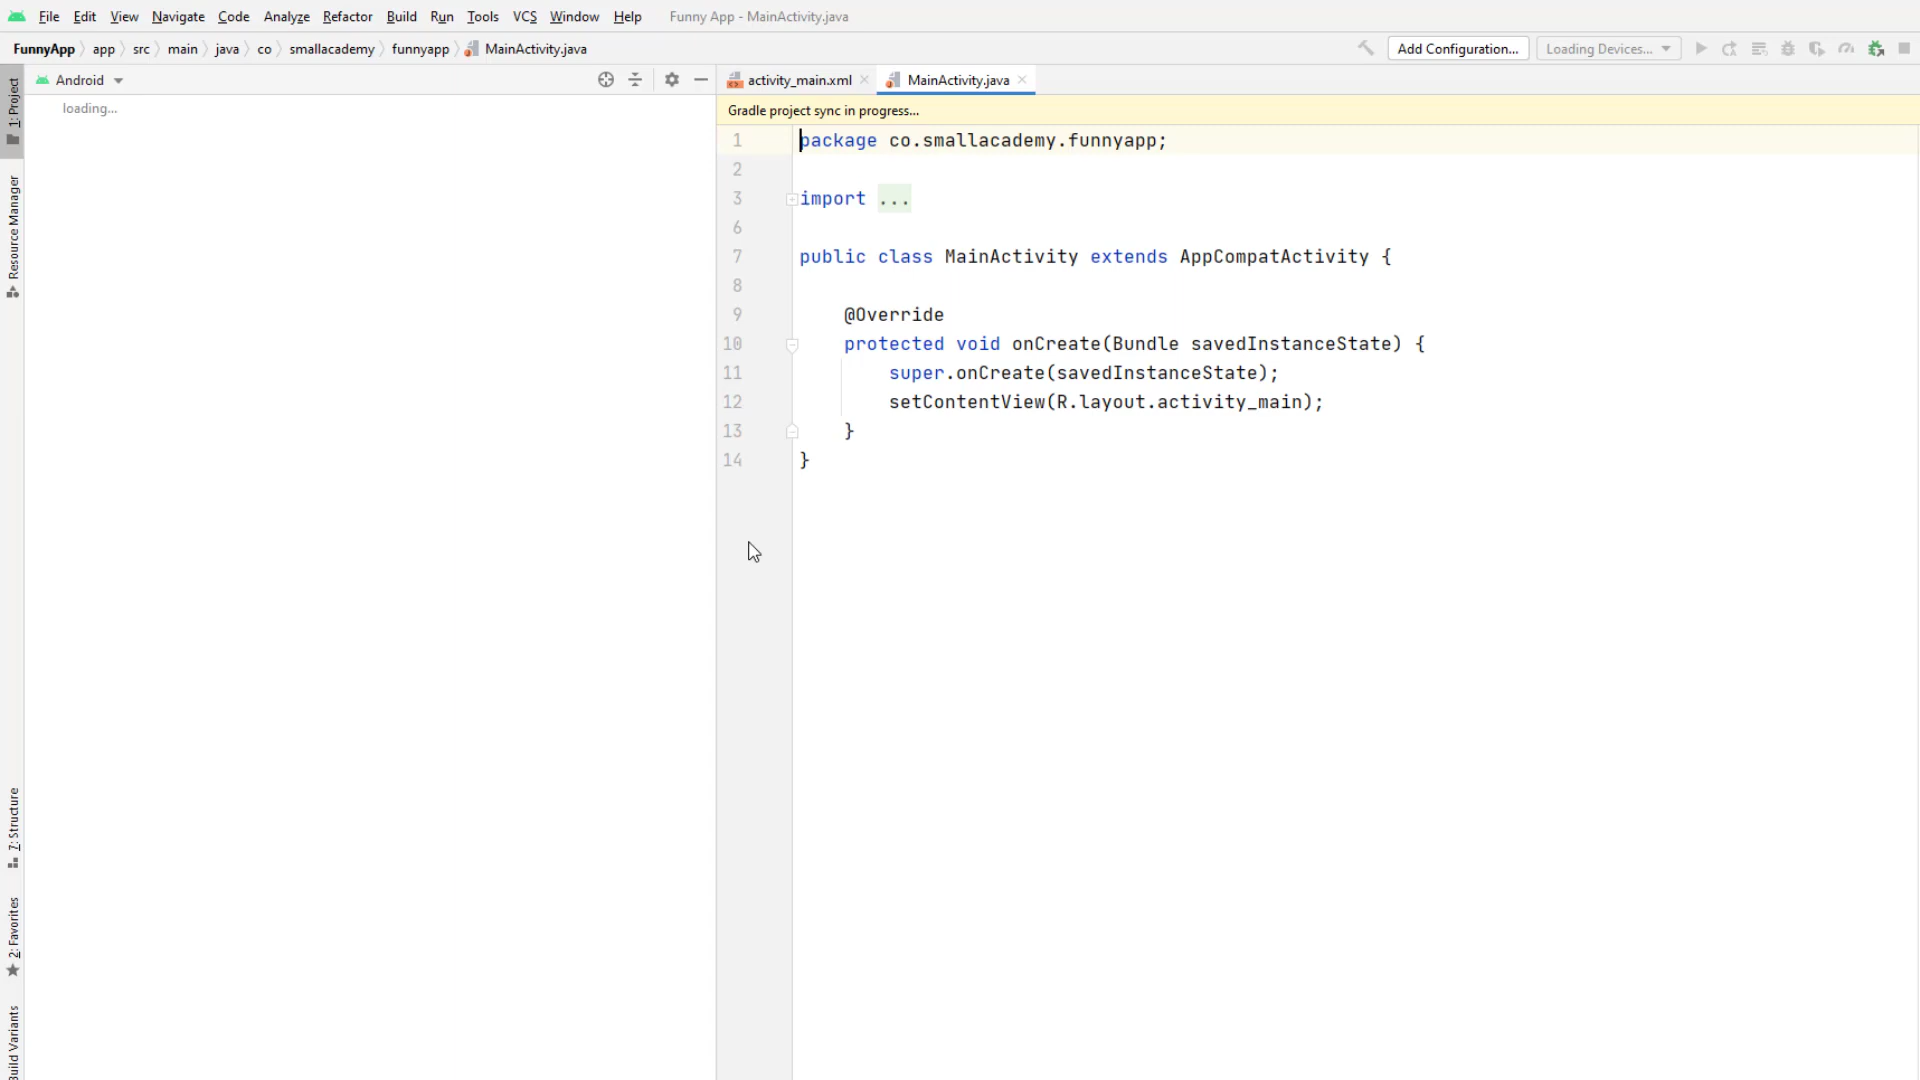 File Edit View Navigate Code Analyze Refactor Build Run Tools VCS Window Help Funny App - MainActivity.java
FunnyApp app src main java co smallacademy funnyapp MainActivity.java Add Configuration... Loading Devices...
1: Project
Resource Manager
7: Structure
2: Favorites
Build Variants
Android
loading...
activity_main.xml MainActivity.java
Gradle project sync in progress...
1 package co.smallacademy.funnyapp;
2
3 import ...
6
7 public class MainActivity extends AppCompatActivity {
8
9 @Override
10 protected void onCreate(Bundle savedInstanceState) {
11 super.onCreate(savedInstanceState);
12 setContentView(R.layout.activity_main);
13 }
14 }